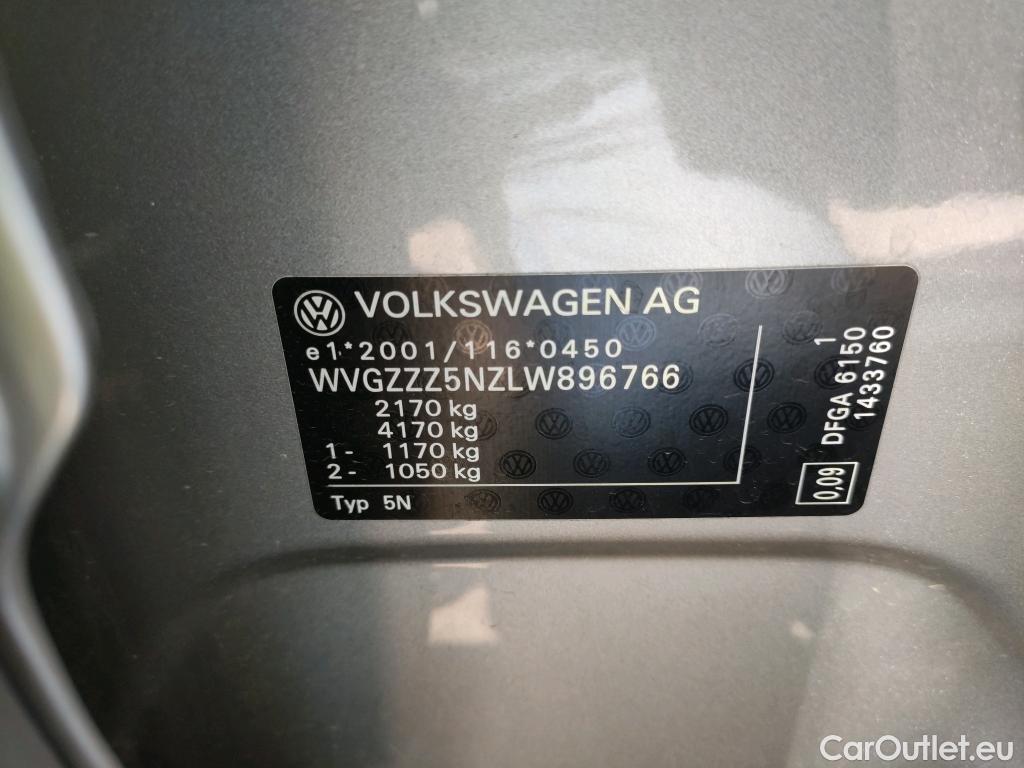 VOLKSWAGEN AG
e1*2001/116*0450
WVGZZZ5NZLW896766
2170 kg
4170 kg
1- 1170 kg
2- 1050 kg
Typ 5N
1
DFGA 6150
1433760
0,09
CarOutlet.eu